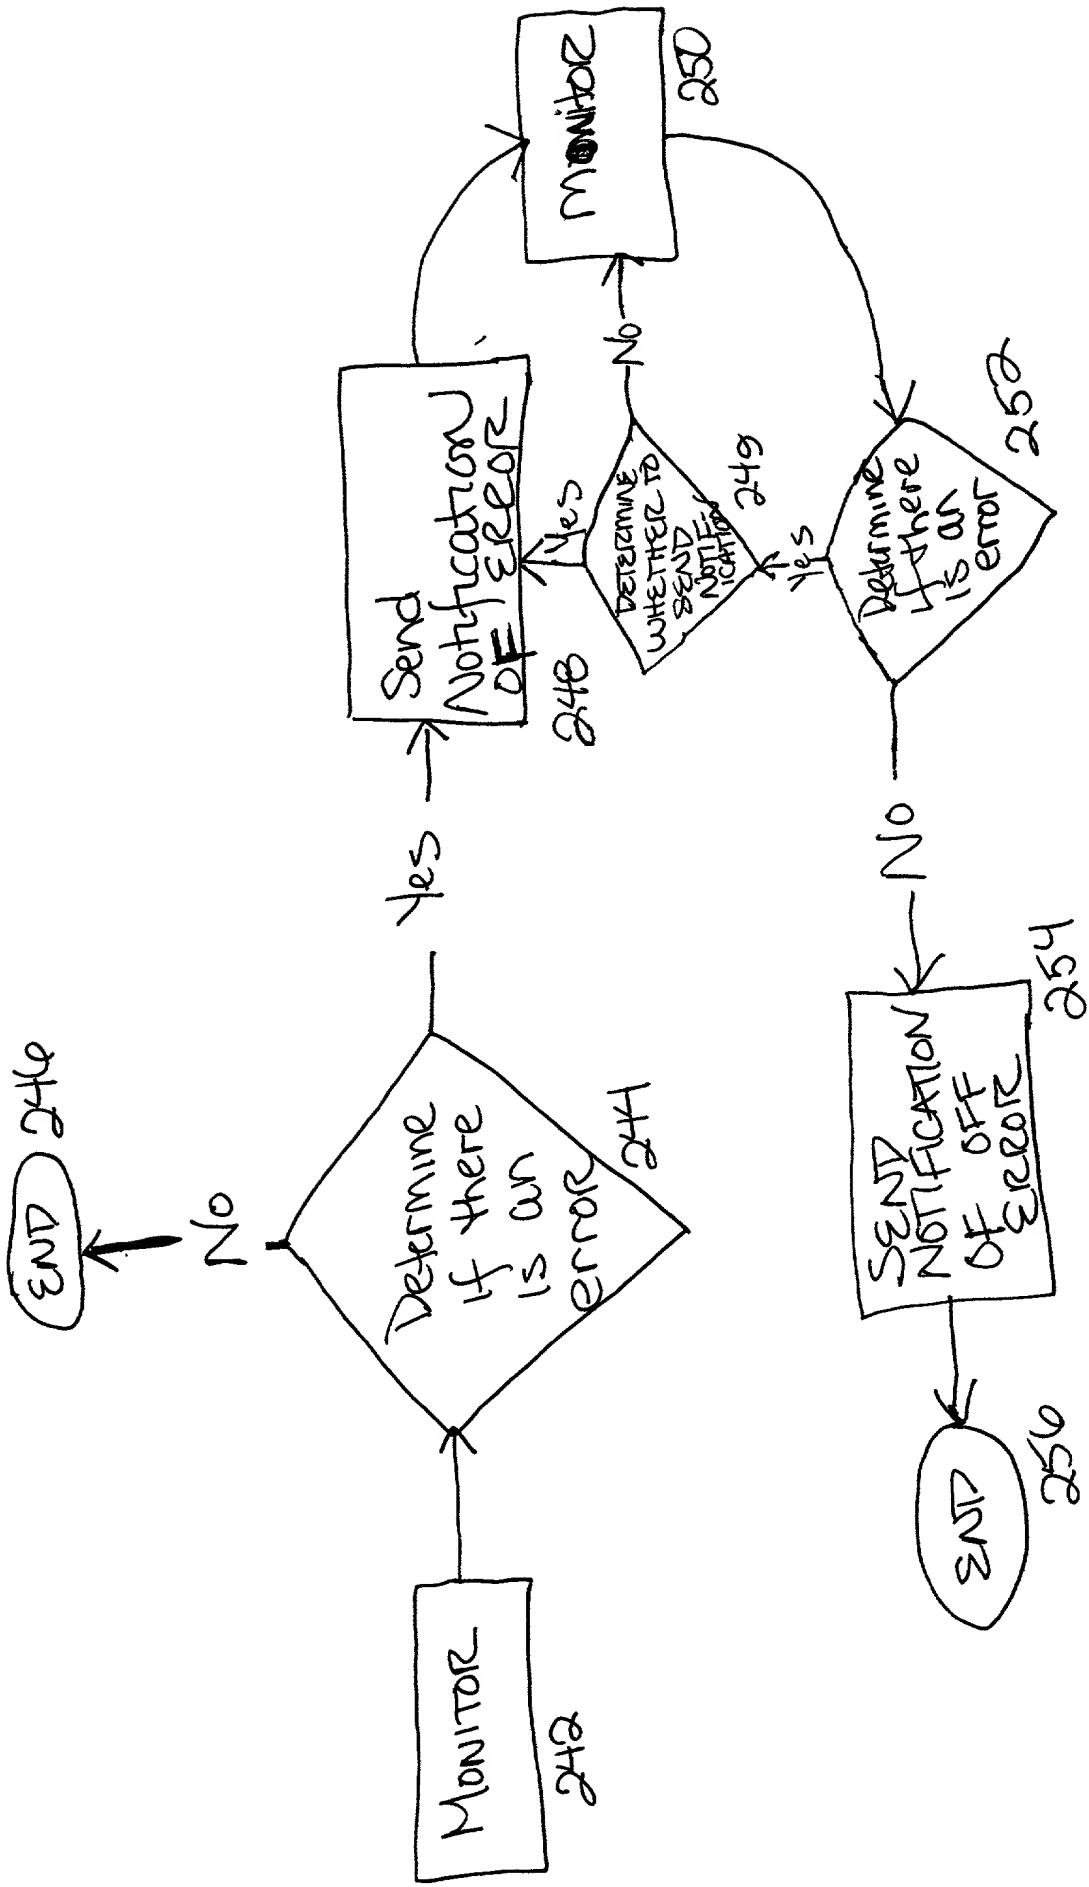 END
246
No
MONITOR
242
Determine
if there
is an
error
244
Yes
Send
Notification
OF ERROR
248
Yes
DETERMINE
WHETHER TO
SEND
NOTIF-
ICATION
249
No
MONITOR
250
Yes
Determine
if there
is an
error
252
No
SEND
NOTIFICATION
OF OFF
ERROR
254
END
256